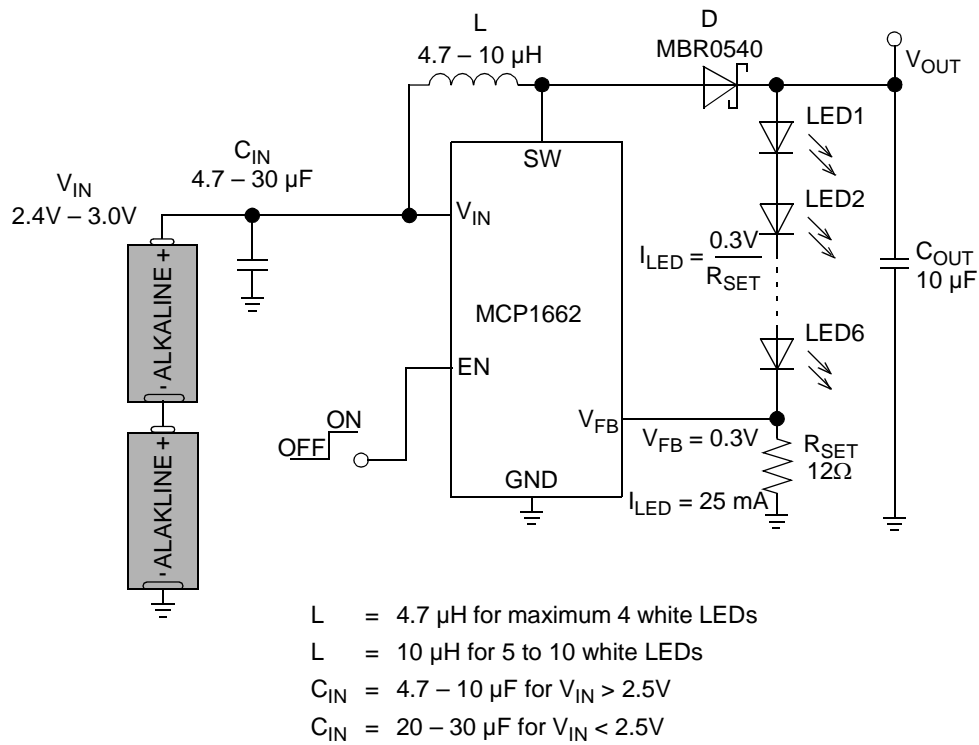 L
4.7 – 10 µH
D
MBR0540
V_OUT
C_IN
4.7 – 30 µF
V_IN
2.4V – 3.0V
SW
V_IN
MCP1662
EN
V_FB
GND
LED1
LED2
I_LED = 0.3V
R_SET
LED6
C_OUT
10 µF
- ALKALINE +
- ALAKLINE +
ON
OFF
V_FB = 0.3V
R_SET
12Ω
I_LED = 25 mA
L = 4.7 µH for maximum 4 white LEDs
L = 10 µH for 5 to 10 white LEDs
C_IN = 4.7 – 10 µF for V_IN > 2.5V
C_IN = 20 – 30 µF for V_IN < 2.5V